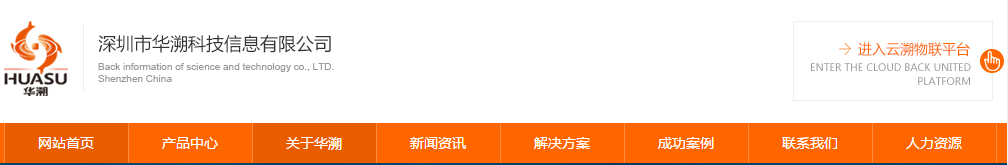 HUASU
华溯
深圳市华溯科技信息有限公司
Back information of science and technology co., LTD.
Shenzhen China
进入云溯物联平台
ENTER THE CLOUD BACK UNITED
PLATFORM
网站首页 产品中心 关于华溯 新闻资讯 解决方案 成功案例 联系我们 人力资源